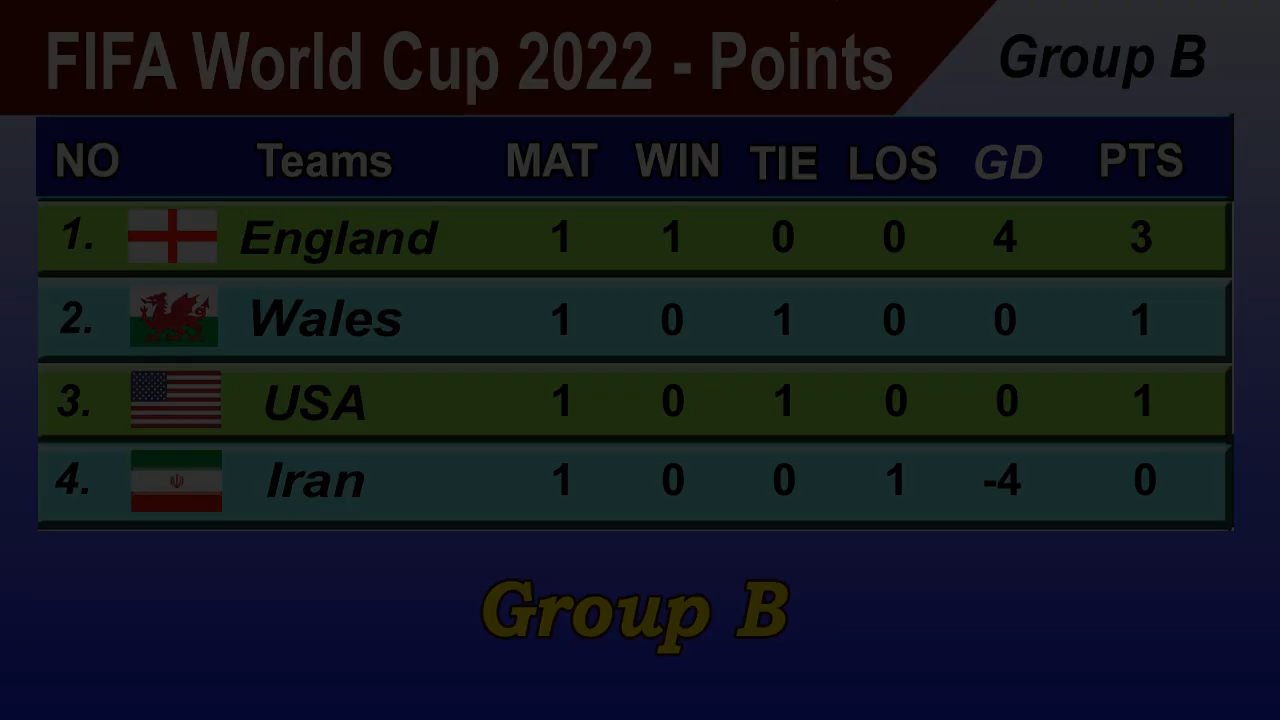 FIFA World Cup 2022 - Points Group B
NO Teams MAT WIN TIE LOS GD PTS
1. England 1 1 0 0 4 3
2. Wales 1 0 1 0 0 1
3. USA 1 0 1 0 0 1
4. Iran 1 0 0 1 -4 0
Group B